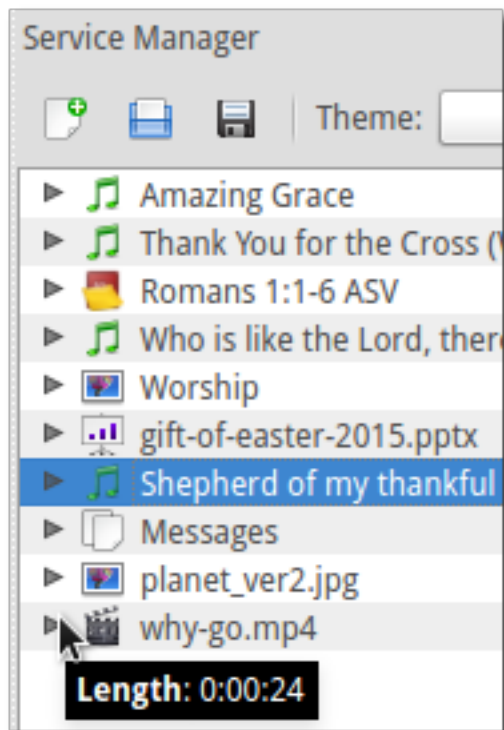 Service Manager
Theme:
Amazing Grace
Thank You for the Cross (
Romans 1:1-6 ASV
Who is like the Lord,
Worship
gift-of-easter-2015.pptx
Shepherd of my thankful
Messages
planet_ver2.jpg
why-go.mp4
Length: 0:00:24